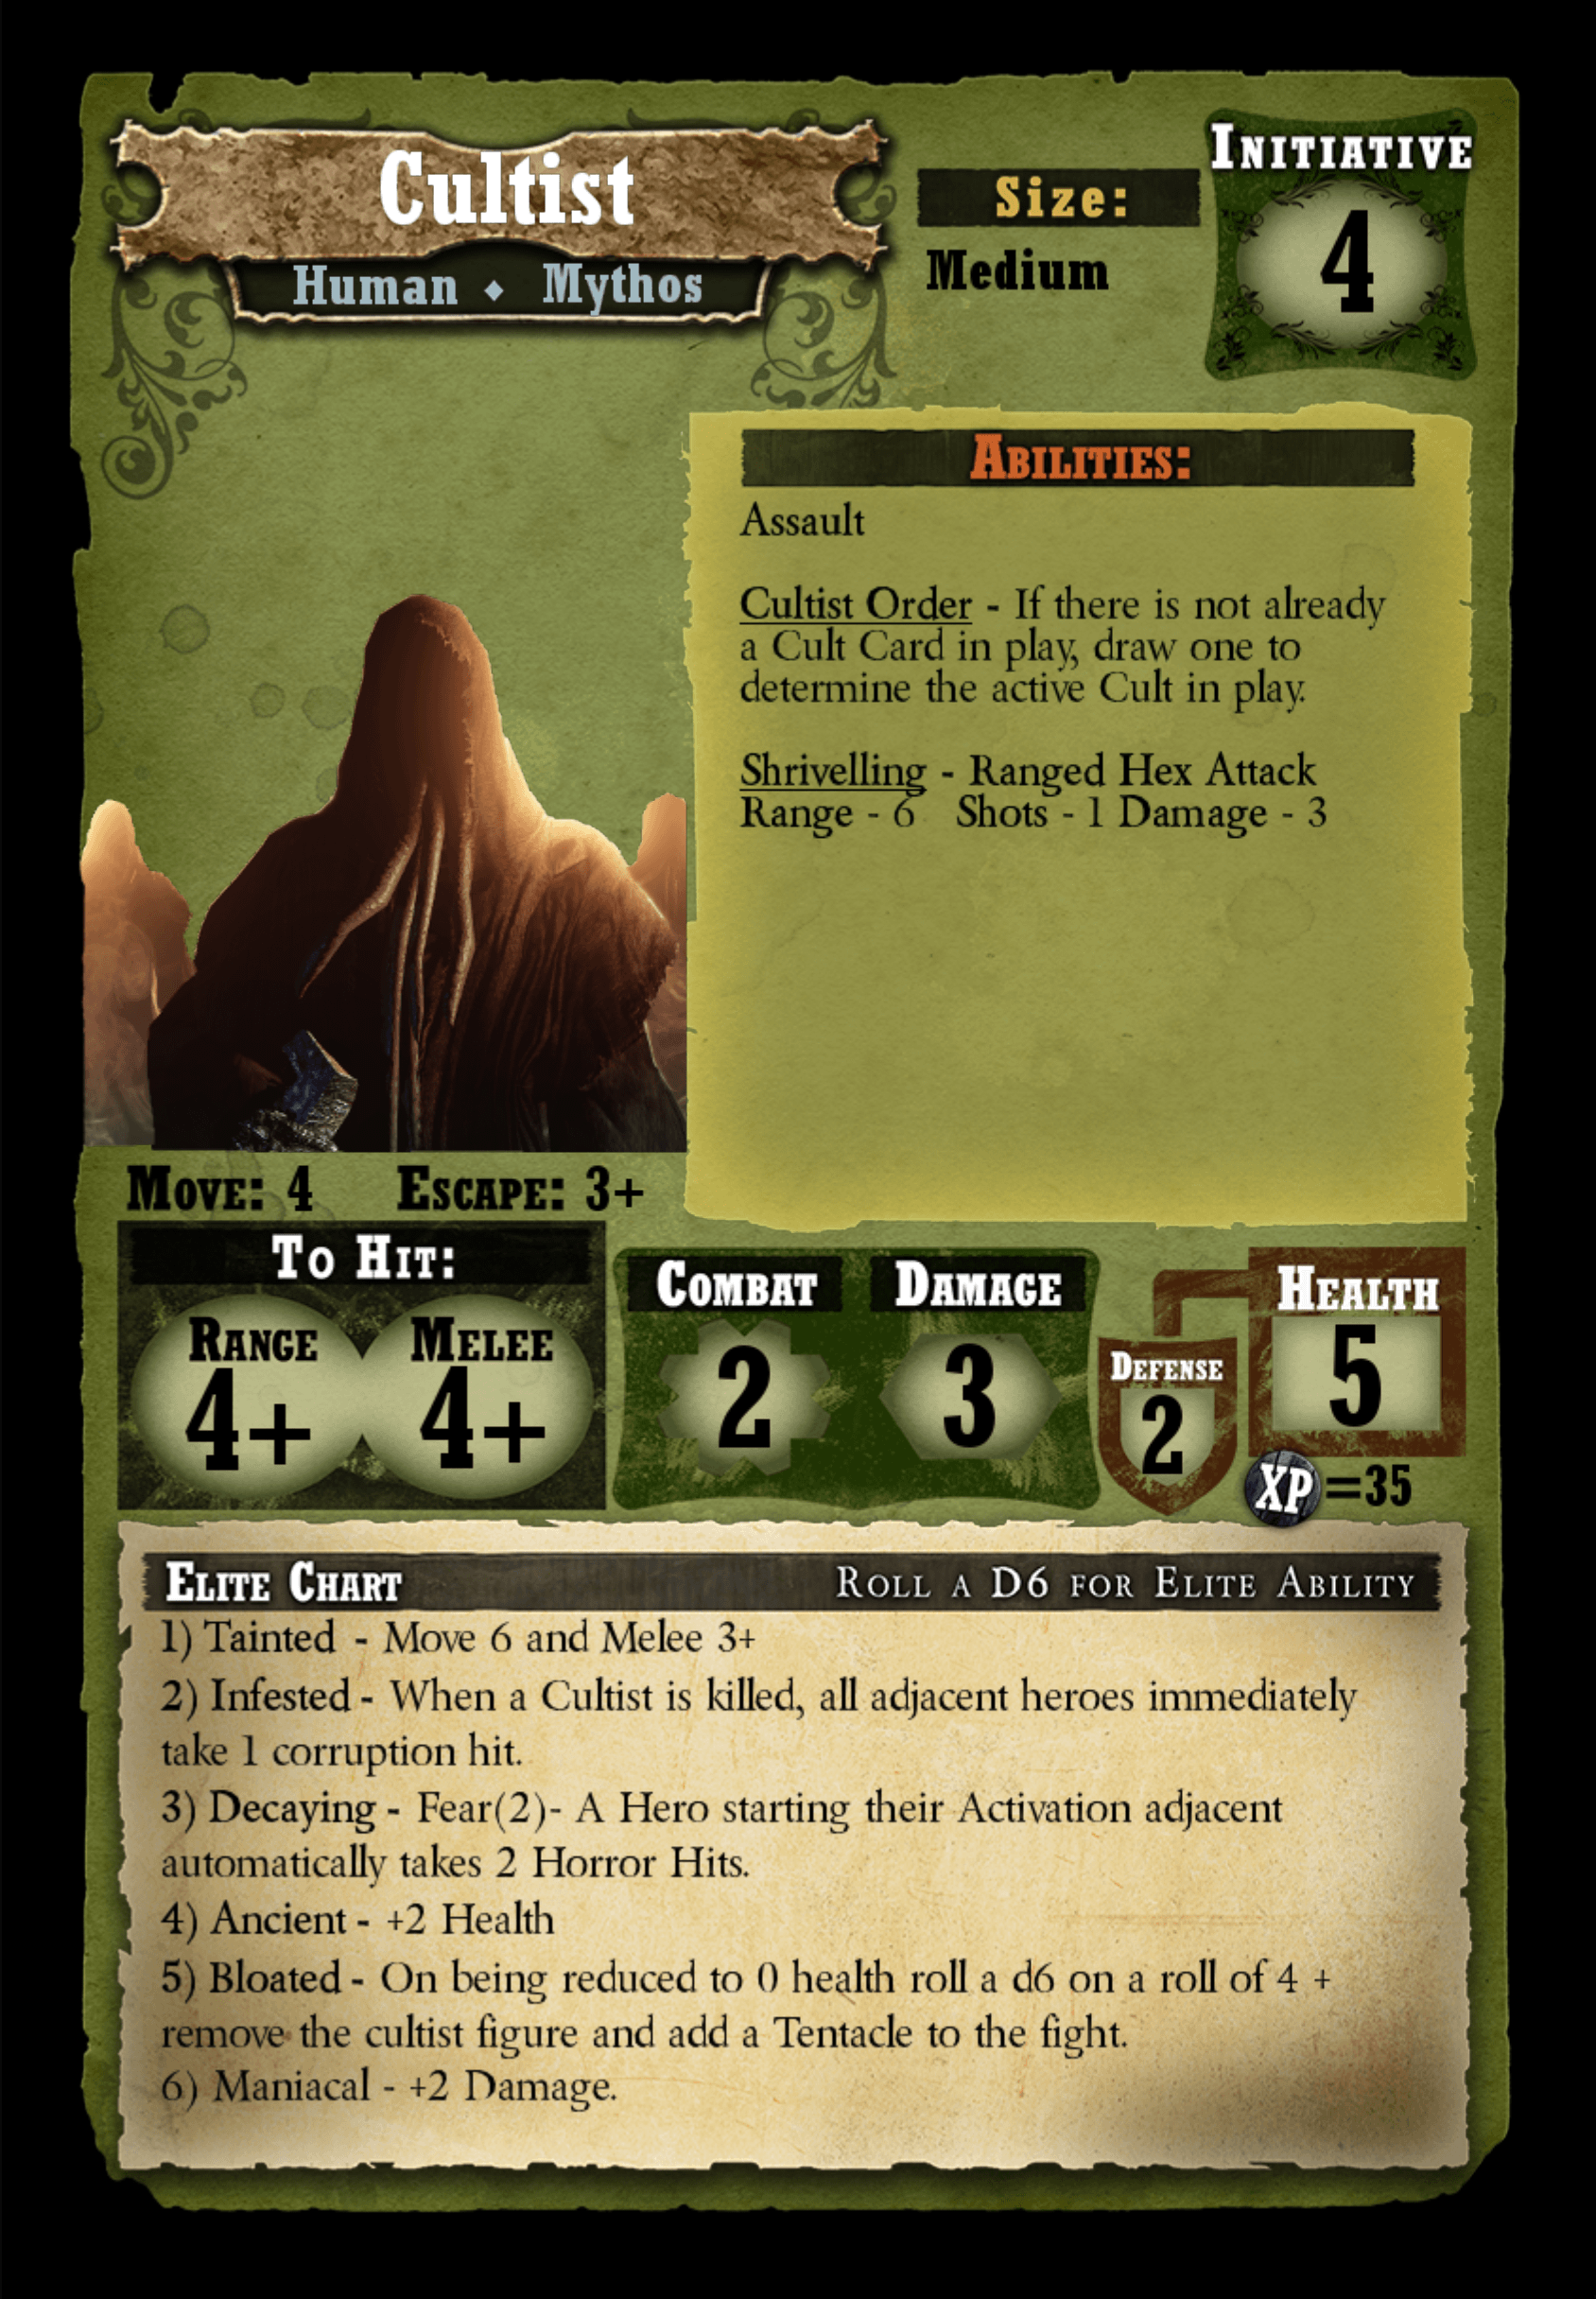 Cultist
Human ⬥ Mythos
Size:
Medium
INITIATIVE
4
ABILITIES:
Assault
Cultist Order - If there is not already
a Cult Card in play, draw one to
determine the active Cult in play.
Shrivelling - Ranged Hex Attack
Range - 6 Shots - 1 Damage - 3
MOVE: 4 ESCAPE: 3+
TO HIT:
RANGE MELEE
4+ 4+
COMBAT DAMAGE
2 3
DEFENSE
2
HEALTH
5
XP =35
ELITE CHART ROLL A D6 FOR ELITE ABILITY
1) Tainted - Move 6 and Melee 3+
2) Infested - When a Cultist is killed, all adjacent heroes immediately
take 1 corruption hit.
3) Decaying - Fear(2)- A Hero starting their Activation adjacent
automatically takes 2 Horror Hits.
4) Ancient - +2 Health
5) Bloated - On being reduced to 0 health roll a d6 on a roll of 4 +
remove the cultist figure and add a Tentacle to the fight.
6) Maniacal - +2 Damage.